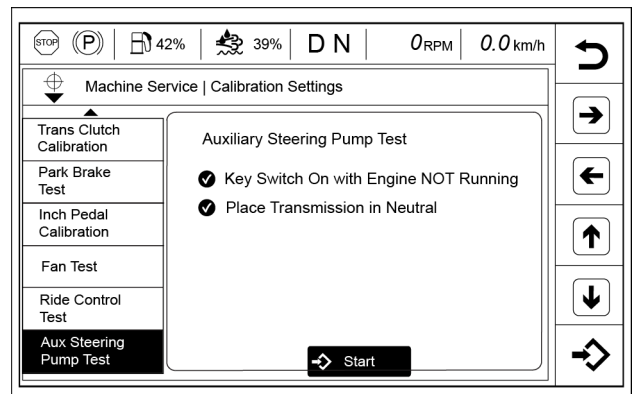 STOP (P) 42% 39% D N 0 RPM 0.0 km/h
Machine Service | Calibration Settings
Trans Clutch
Calibration
Park Brake
Test
Inch Pedal
Calibration
Fan Test
Ride Control
Test
Aux Steering
Pump Test
Auxiliary Steering Pump Test
Key Switch On with Engine NOT Running
Place Transmission in Neutral
Start